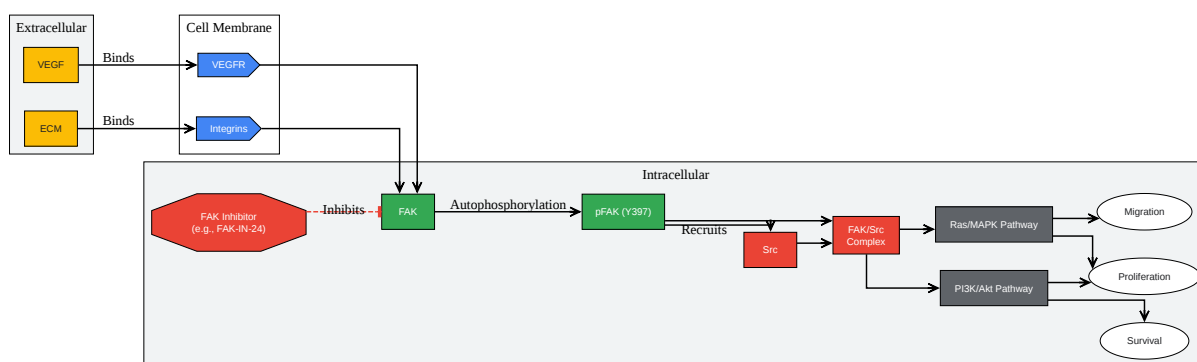 Extracellular
Cell Membrane
VEGF
Binds
VEGFR
ECM
Binds
Integrins
Intracellular
FAK Inhibitor
(e.g., FAK-IN-24)
Inhibits
FAK
Autophosphorylation
pFAK (Y397)
Recruits
Src
FAK/Src
Complex
Ras/MAPK Pathway
Migration
PI3K/Akt Pathway
Proliferation
Survival